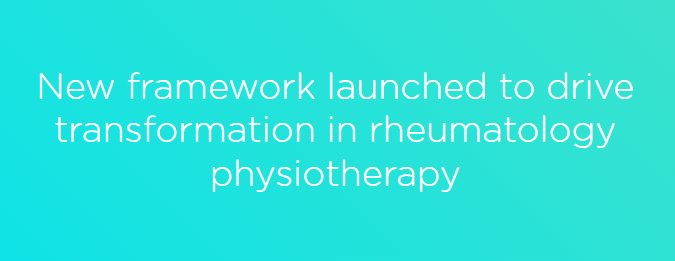 New framework launched to drive
transformation in rheumatology
physiotherapy